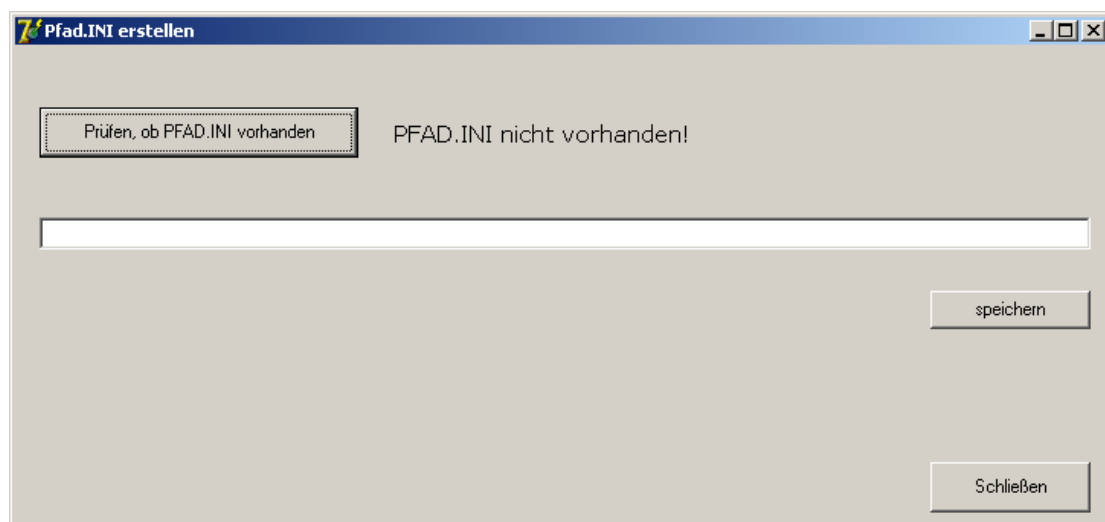 Pfad.INI erstellen
Prüfen, ob PFAD.INI vorhanden
PFAD.INI nicht vorhanden!
speichern
Schließen